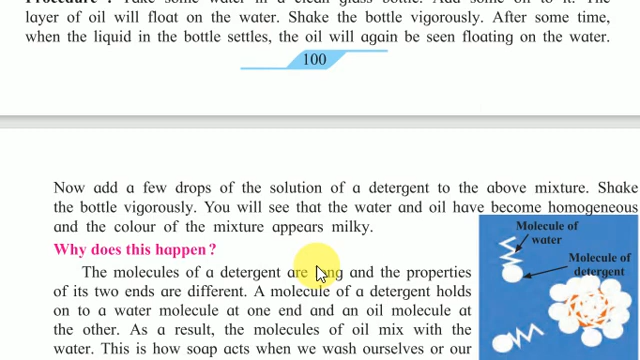 Procedure : Take some water in a clean glass bottle. Add some oil to it. The
layer of oil will float on the water. Shake the bottle vigorously. After some time,
when the liquid in the bottle settles, the oil will again be seen floating on the water.
100
Now add a few drops of the solution of a detergent to the above mixture. Shake
the bottle vigorously. You will see that the water and oil have become homogeneous
and the colour of the mixture appears milky.
Why does this happen?
The molecules of a detergent are long and the properties
of its two ends are different. A molecule of a detergent holds
on to a water molecule at one end and an oil molecule at
the other. As a result, the molecules of oil mix with the
water. This is how soap acts when we wash ourselves or our
Molecule of
water
Molecule of
detergent